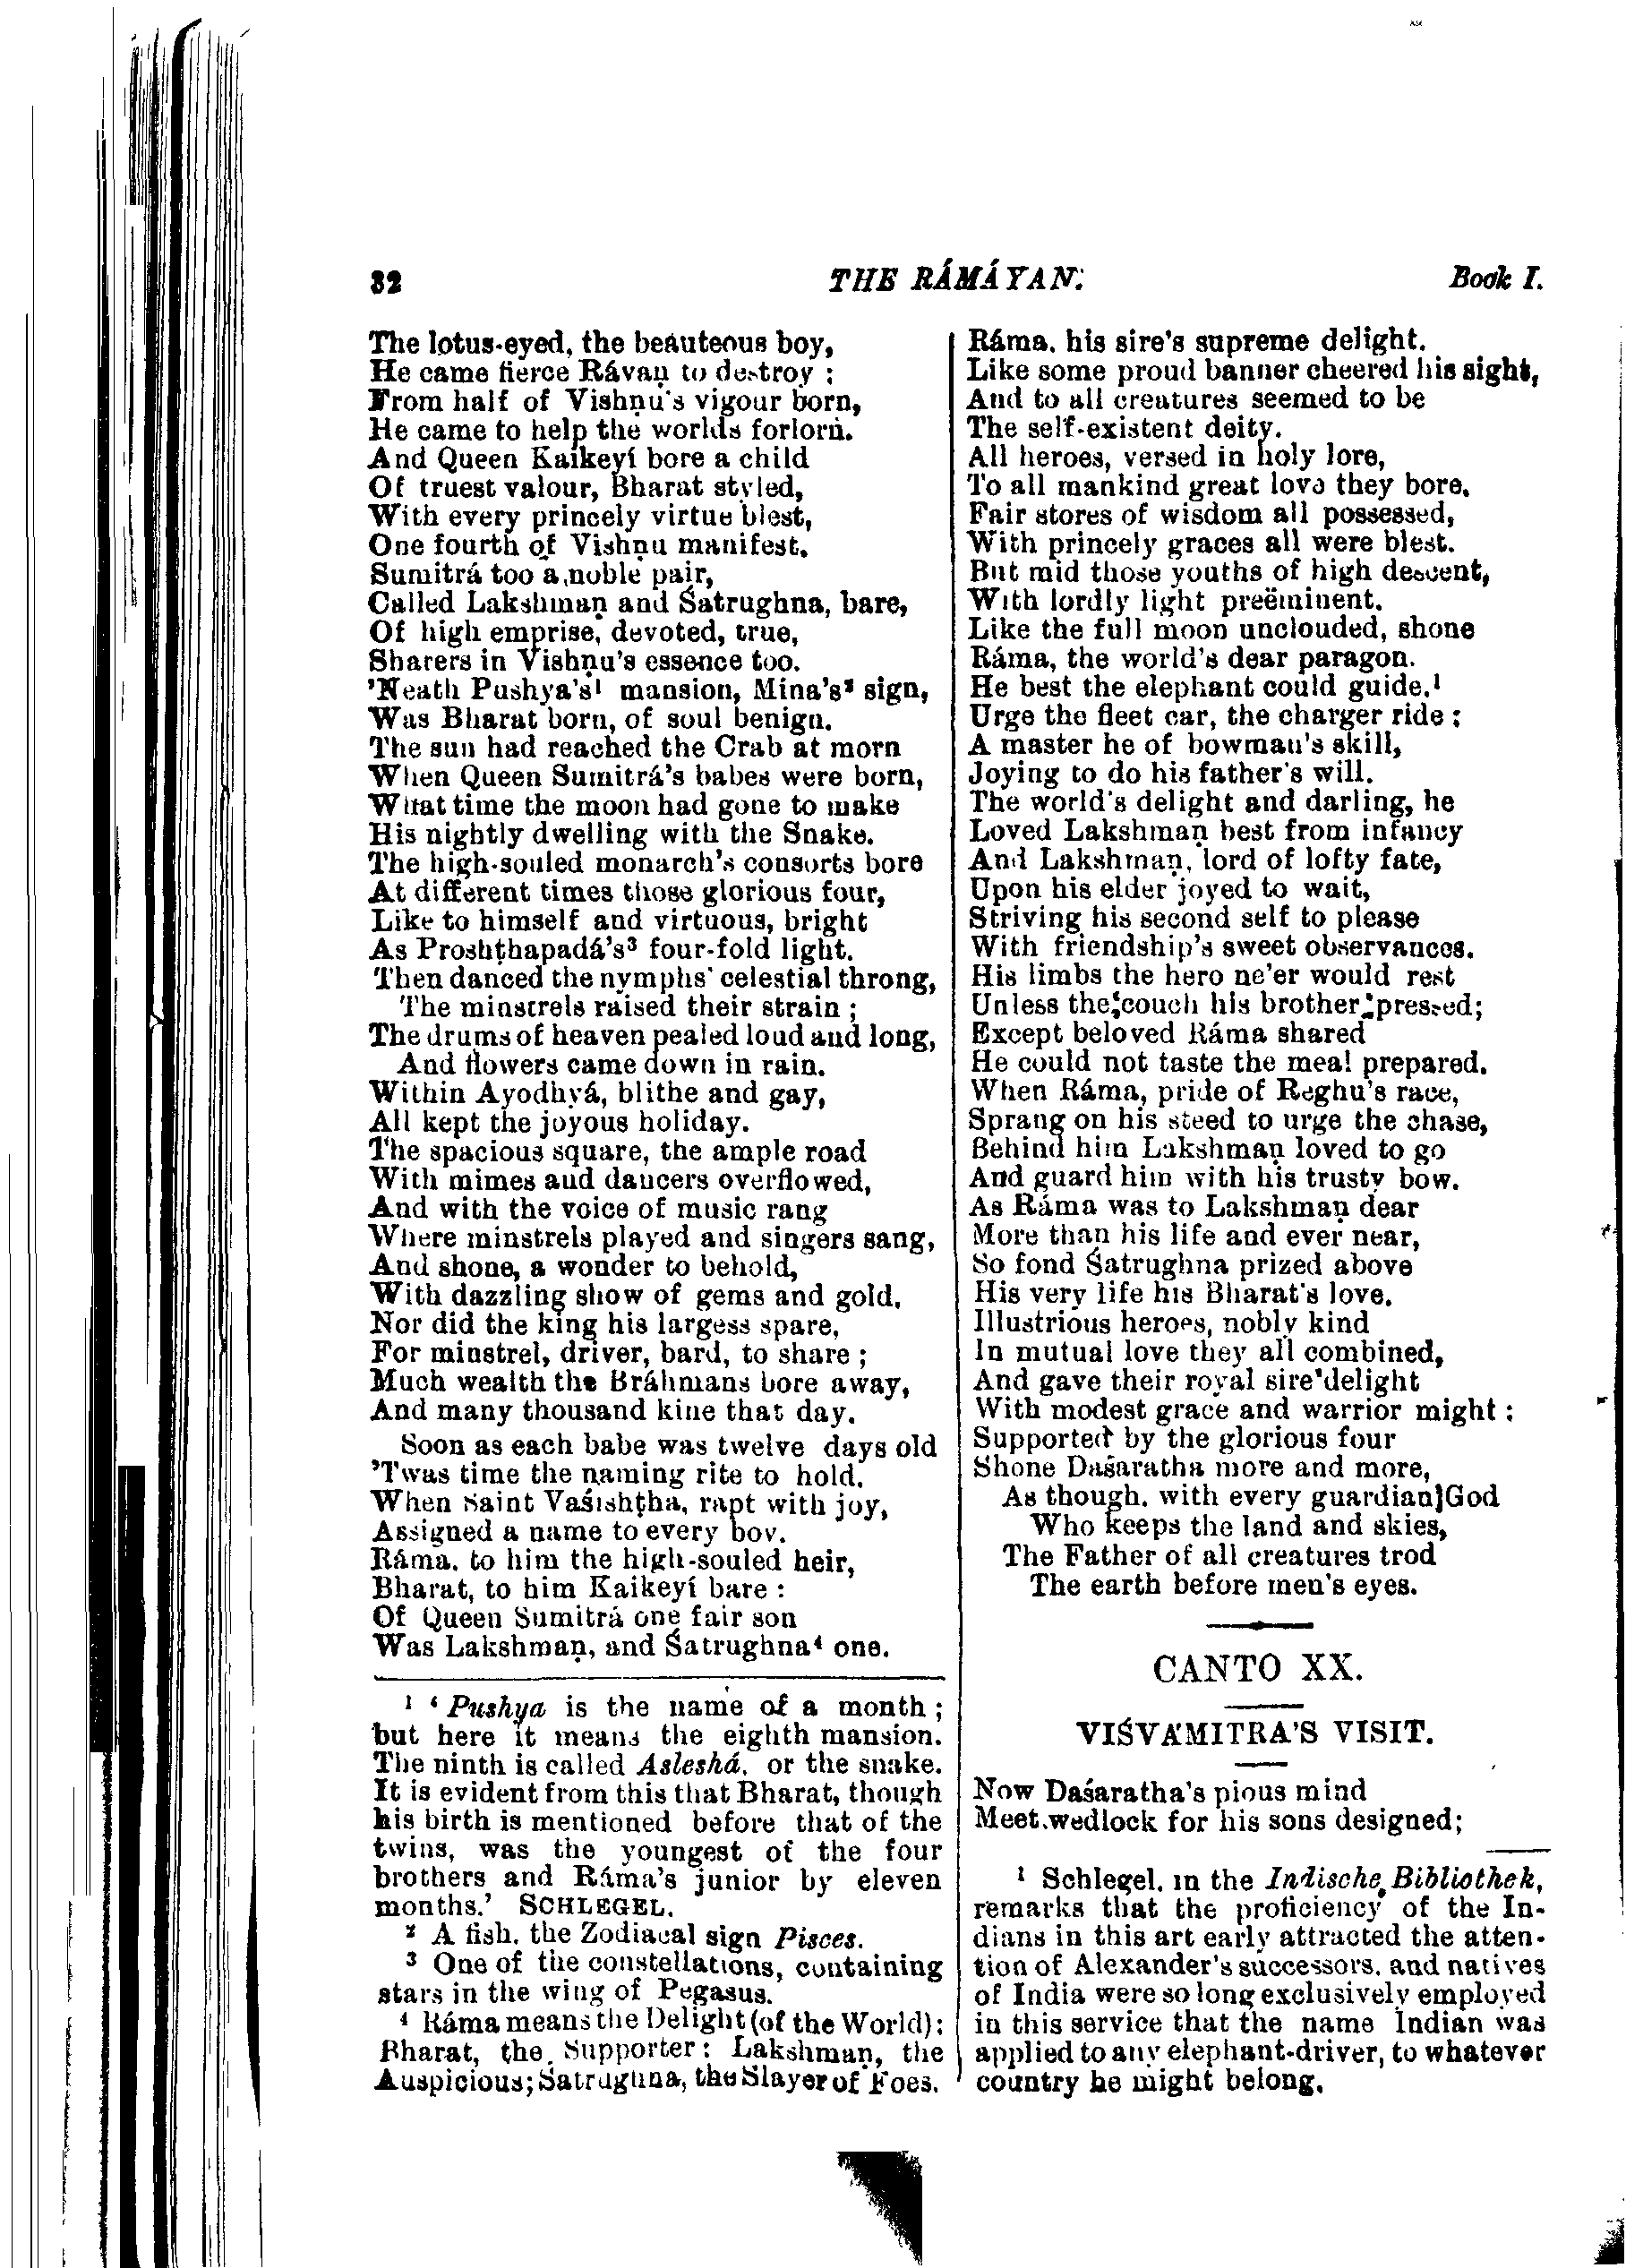 32 THE RÁMÁYAN. Book I.
The lotus-eyed, the beauteous boy,
He came fierce Rávaṇ to destroy ;
From half of Vishṇu's vigour born,
He came to help the worlds forlorn.
And Queen Kaikeyí bore a child
Of truest valour, Bharat styled,
With every princely virtue blest,
One fourth of Vishṇu manifest.
Sumitrá too a noble pair,
Called Lakshmaṇ and Śatrughna, bare,
Of high emprise, devoted, true,
Sharers in Vishṇu's essence too.
'Neath Pushya's¹ mansion, Mina's² sign,
Was Bharat born, of soul benign.
The sun had reached the Crab at morn
When Queen Sumitrá's babes were born,
What time the moon had gone to make
His nightly dwelling with the Snake.
The high-souled monarch's consorts bore
At different times those glorious four,
Like to himself and virtuous, bright
As Proshṭhapadá's³ four-fold light.
Then danced the nymphs' celestial throng,
The minstrels raised their strain ;
The drums of heaven pealed loud and long,
And flowers came down in rain.
Within Ayodhyá, blithe and gay,
All kept the joyous holiday.
The spacious square, the ample road
With mimes and dancers overflowed,
And with the voice of music rang
Where minstrels played and singers sang,
And shone, a wonder to behold,
With dazzling show of gems and gold.
Nor did the king his largess spare,
For minstrel, driver, bard, to share ;
Much wealth the Bráhmans bore away,
And many thousand kine that day.
Soon as each babe was twelve days old
'Twas time the naming rite to hold.
When Saint Vaśishṭha, rapt with joy,
Assigned a name to every boy.
Ráma, to him the high-souled heir,
Bharat, to him Kaikeyí bare :
Of Queen Sumitrá one fair son
Was Lakshmaṇ, and Śatrughna⁴ one.
¹ ' Pushya is the name of a month ;
but here it means the eighth mansion.
The ninth is called Asleshá, or the snake.
It is evident from this that Bharat, though
his birth is mentioned before that of the
twins, was the youngest of the four
brothers and Ráma's junior by eleven
months.' SCHLEGEL.
² A fish, the Zodiacal sign Pisces.
³ One of the constellations, containing
stars in the wing of Pegasus.
⁴ Ráma means the Delight (of the World);
Bharat, the Supporter : Lakshmaṇ, the
Auspicious; Śatrughna, the Slayer of Foes.
Ráma, his sire's supreme delight,
Like some proud banner cheered his sight,
And to all creatures seemed to be
The self-existent deity.
All heroes, versed in holy lore,
To all mankind great love they bore.
Fair stores of wisdom all possessed,
With princely graces all were blest.
But mid those youths of high descent,
With lordly light preëminent.
Like the full moon unclouded, shone
Ráma, the world's dear paragon.
He best the elephant could guide,¹
Urge the fleet car, the charger ride ;
A master he of bowman's skill,
Joying to do his father's will.
The world's delight and darling, he
Loved Lakshmaṇ best from infancy
And Lakshmaṇ, lord of lofty fate,
Upon his elder joyed to wait,
Striving his second self to please
With friendship's sweet observances.
His limbs the hero ne'er would rest
Unless the couch his brother pressed;
Except beloved Ráma shared
He could not taste the meal prepared.
When Ráma, pride of Reghu's race,
Sprang on his steed to urge the chase,
Behind him Lakshmaṇ loved to go
And guard him with his trusty bow.
As Ráma was to Lakshmaṇ dear
More than his life and ever near,
So fond Śatrughna prized above
His very life his Bharat's love.
Illustrious heroes, nobly kind
In mutual love they all combined,
And gave their royal sire delight
With modest grace and warrior might :
Supported by the glorious four
Shone Daśaratha more and more,
As though, with every guardian God
Who keeps the land and skies,
The Father of all creatures trod
The earth before men's eyes.
CANTO XX.
VIŚVÁMITRA'S VISIT.
Now Daśaratha's pious mind
Meet wedlock for his sons designed;
¹ Schlegel, in the Indische Bibliothek,
remarks that the proficiency of the In-
dians in this art early attracted the atten-
tion of Alexander's successors, and natives
of India were so long exclusively employed
in this service that the name Indian was
applied to any elephant-driver, to whatever
country he might belong.